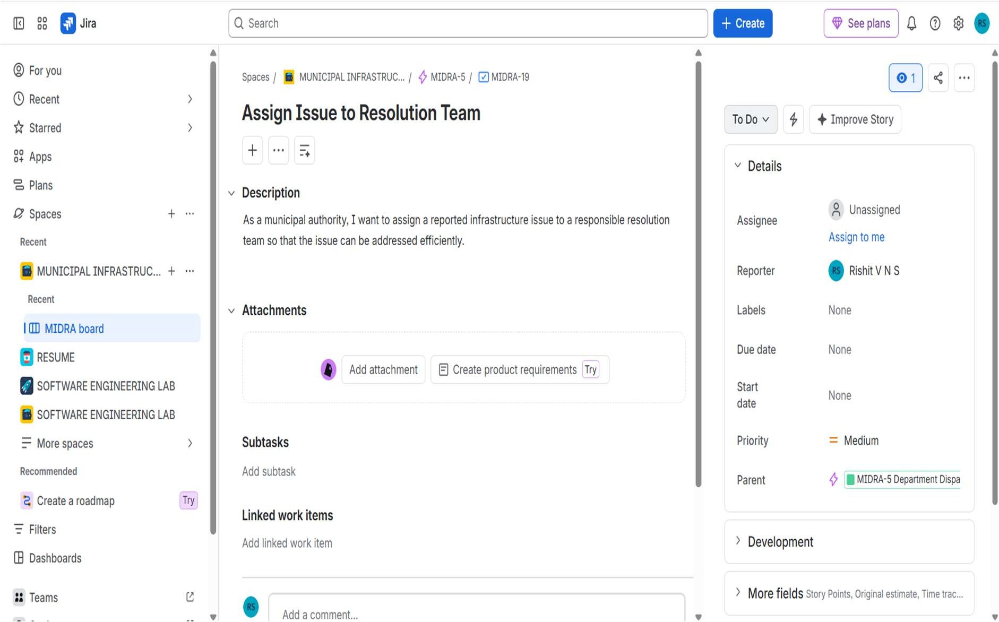 Jira
Search
+ Create
See plans
RS
For you
Recent
Starred
Apps
Plans
Spaces
Recent
MUNICIPAL INFRASTRUC...
Recent
MIDRA board
RESUME
SOFTWARE ENGINEERING LAB
SOFTWARE ENGINEERING LAB
More spaces
Recommended
Create a roadmap Try
Filters
Dashboards
Teams
Spaces / MUNICIPAL INFRASTRUC... / MIDRA-5 / MIDRA-19
Assign Issue to Resolution Team
Description
As a municipal authority, I want to assign a reported infrastructure issue to a responsible resolution
team so that the issue can be addressed efficiently.
Attachments
Add attachment
Create product requirements Try
Subtasks
Add subtask
Linked work items
Add linked work item
RS
Add a comment...
1
To Do
Improve Story
Details
Assignee
Unassigned
Assign to me
Reporter
RS Rishit V N S
Labels
None
Due date
None
Start
date
None
Priority
Medium
Parent
MIDRA-5 Department Dispa
Development
More fields Story Points, Original estimate, Time trac...